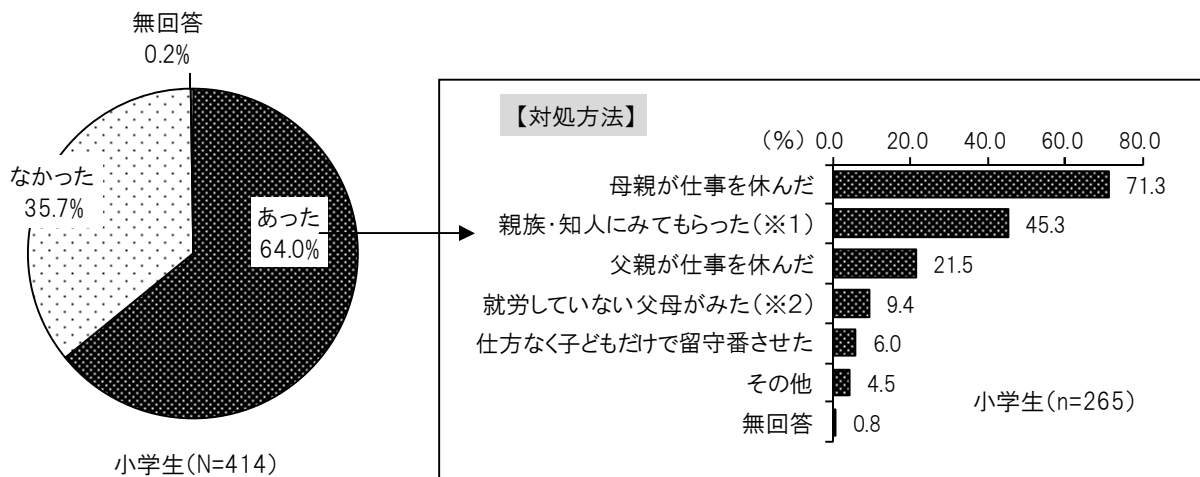 無回答
0.2%
なかった
35.7%
あった
64.0%
小学生(N=414)
【対処方法】
(%) 0.0 20.0 40.0 60.0 80.0
母親が仕事を休んだ 71.3
親族・知人にみてもらった(※1) 45.3
父親が仕事を休んだ 21.5
就労していない父母がみた(※2) 9.4
仕方なく子どもだけで留守番させた 6.0
その他 4.5
無回答 0.8
小学生(n=265)